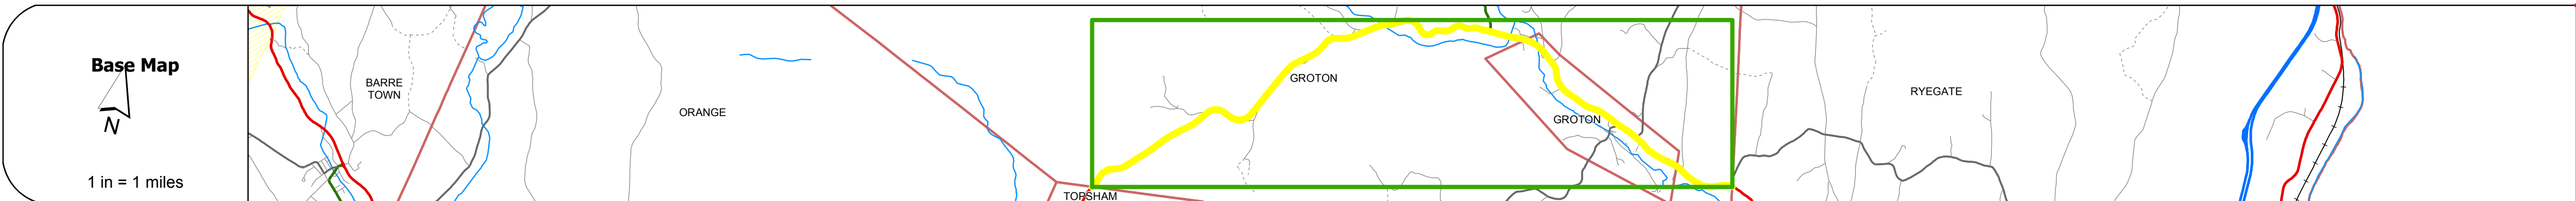 Base Map
N
1 in = 1 miles
BARRE
TOWN
ORANGE
TOPSHAM
GROTON
GROTON
RYEGATE